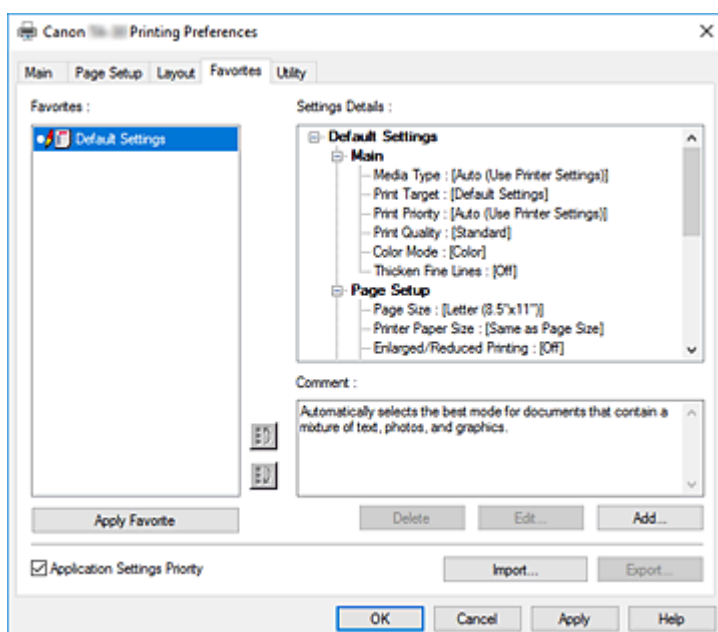 Canon Printing Preferences
Main Page Setup Layout Favorites Utility
Favorites :
Default Settings
Apply Favorite
Settings Details :
Default Settings
Main
Media Type : [Auto (Use Printer Settings)]
Print Target : [Default Settings]
Print Priority : [Auto (Use Printer Settings)]
Print Quality : [Standard]
Color Mode : [Color]
Thicken Fine Lines : [Off]
Page Setup
Page Size : [Letter (8.5"x11")]
Printer Paper Size : [Same as Page Size]
Enlarged/Reduced Printing : [Off]
Comment :
Automatically selects the best mode for documents that contain a
mixture of text, photos, and graphics.
Delete Edit... Add...
Application Settings Priority
Import... Export...
OK Cancel Apply Help